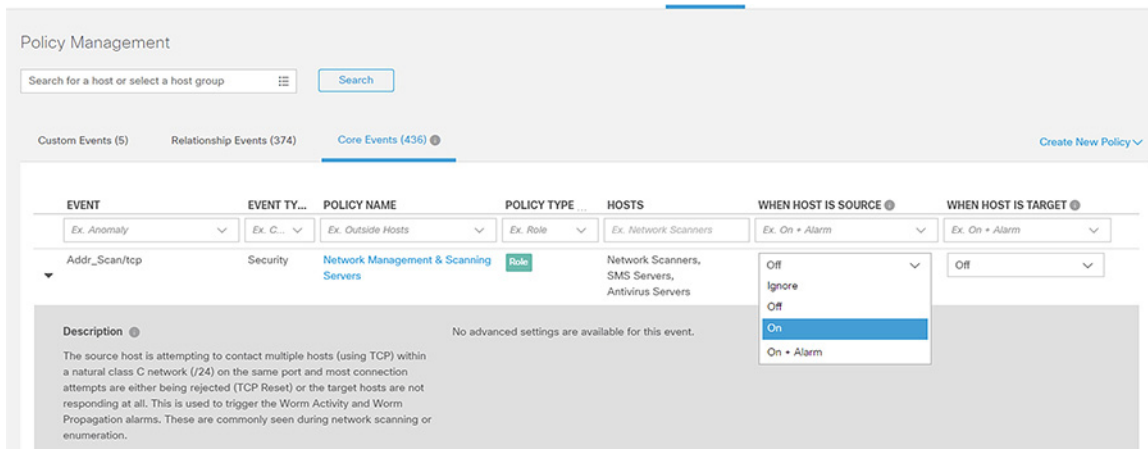 Policy Management
Search for a host or select a host group
Search
Custom Events (5) Relationship Events (374) Core Events (436) Create New Policy
EVENT EVENT TY... POLICY NAME POLICY TYPE ... HOSTS WHEN HOST IS SOURCE WHEN HOST IS TARGET
Ex. Anomaly Ex. C... Ex. Outside Hosts Ex. Role Ex. Network Scanners Ex. On + Alarm Ex. On + Alarm
Addr_Scan/tcp Security Network Management & Scanning Role Network Scanners, Off Off
Servers SMS Servers, Ignore
Antivirus Servers Off
On
On + Alarm
Description
No advanced settings are available for this event.
The source host is attempting to contact multiple hosts (using TCP) within
a natural class C network (/24) on the same port and most connection
attempts are either being rejected (TCP Reset) or the target hosts are not
responding at all. This is used to trigger the Worm Activity and Worm
Propagation alarms. These are commonly seen during network scanning or
enumeration.